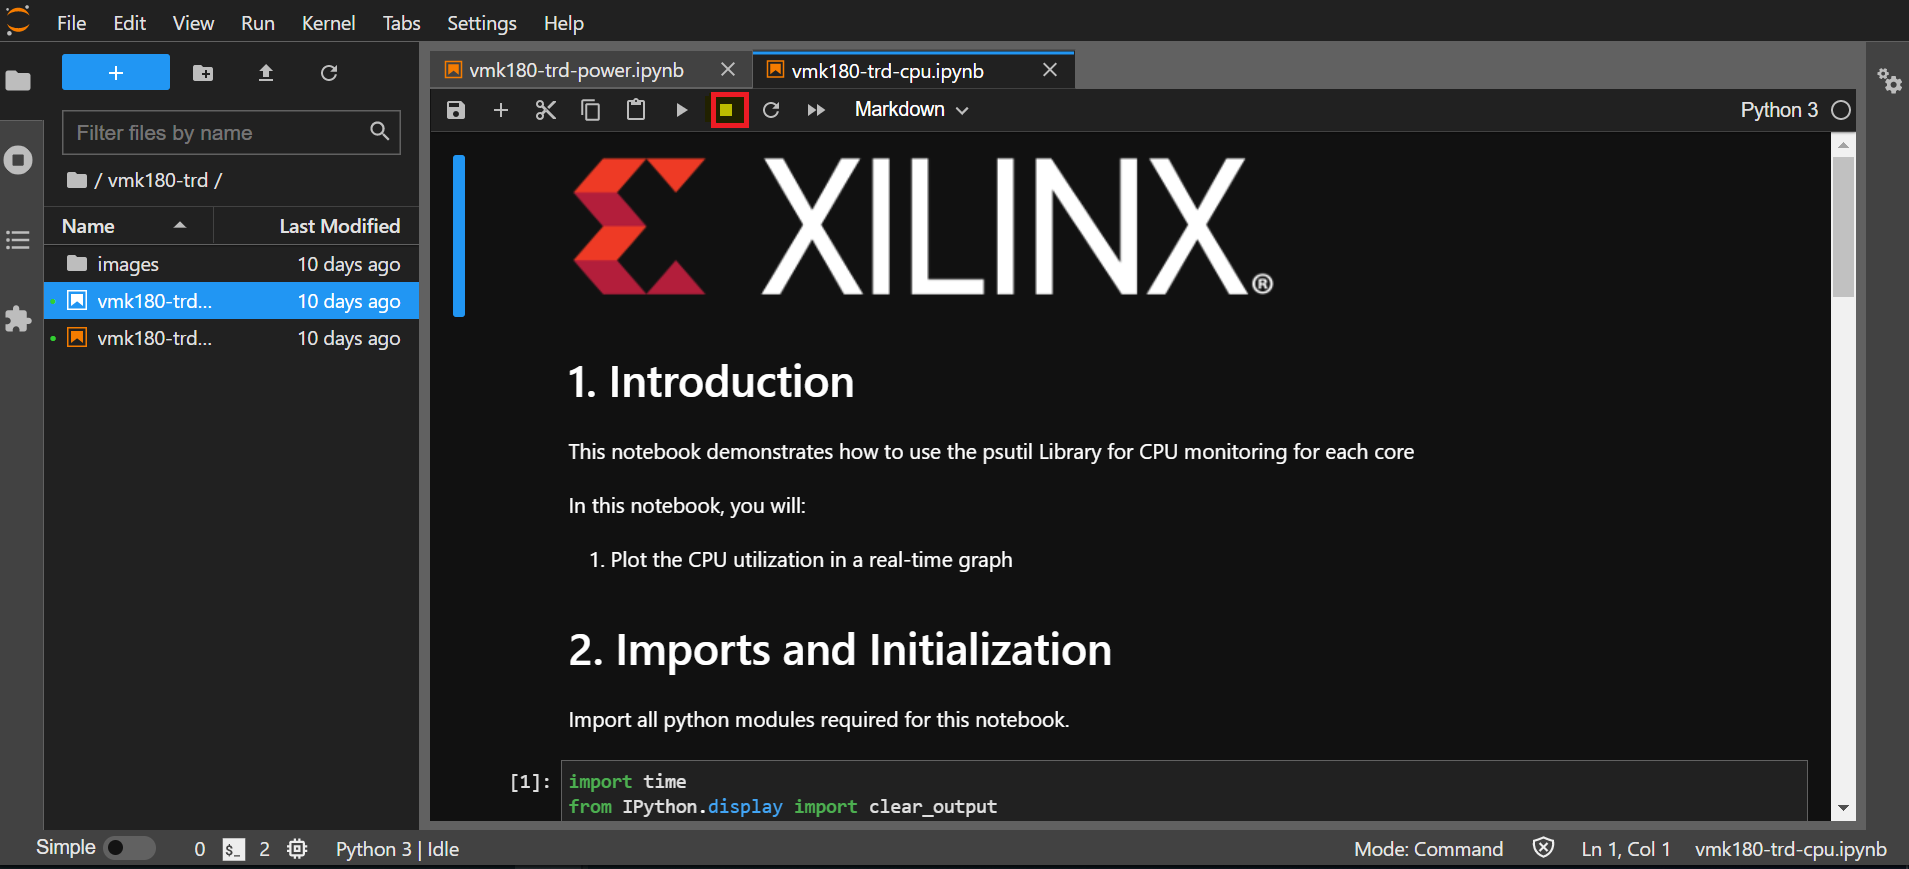 File Edit View Run Kernel Tabs Settings Help
+
Filter files by name
/ vmk180-trd /
Name Last Modified
images 10 days ago
vmk180-trd... 10 days ago
vmk180-trd... 10 days ago
vmk180-trd-power.ipynb
vmk180-trd-cpu.ipynb
Markdown
Python 3
XILINX®
1. Introduction
This notebook demonstrates how to use the psutil Library for CPU monitoring for each core
In this notebook, you will:
1. Plot the CPU utilization in a real-time graph
2. Imports and Initialization
Import all python modules required for this notebook.
[1]: import time
from IPython.display import clear_output
Simple 0 $_ 2 Python 3 | Idle Mode: Command Ln 1, Col 1 vmk180-trd-cpu.ipynb